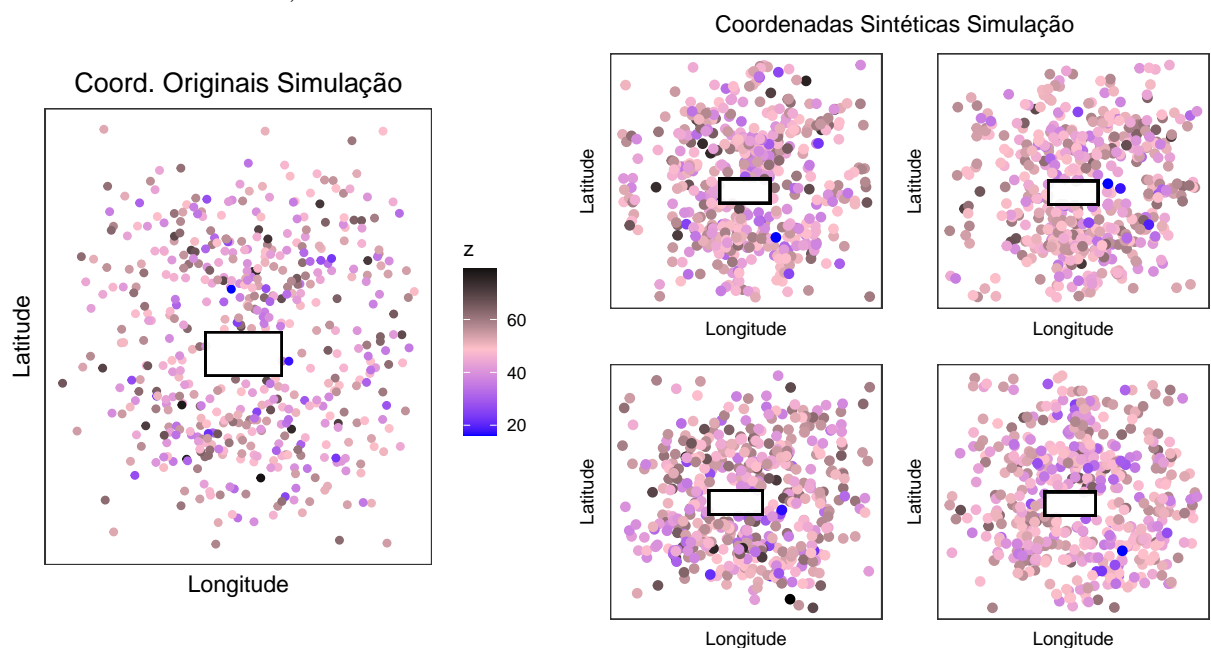 Coordenadas Sintéticas Simulação
Coord. Originais Simulação
Latitude
Longitude
z
60
40
20
Latitude
Longitude
Latitude
Longitude
Latitude
Longitude
Latitude
Longitude